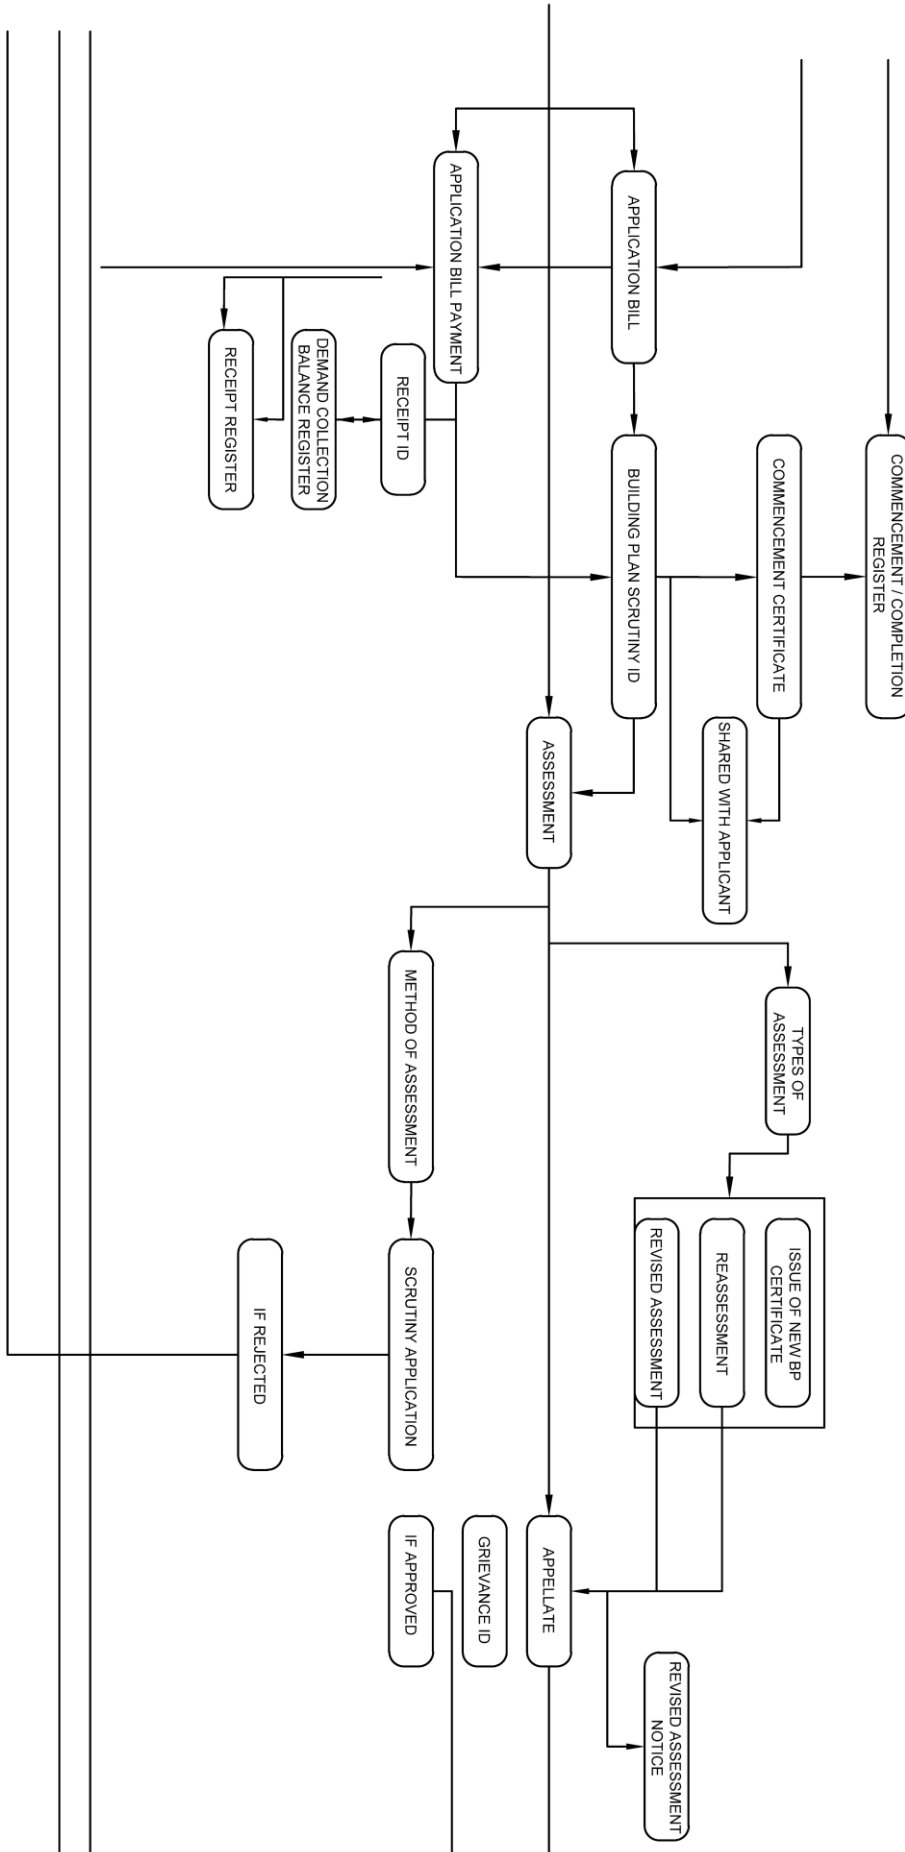 COMMENCEMENT / COMPLETION
REGISTER
COMMENCEMENT CERTIFICATE
SHARED WITH APPLICANT
APPLICATION BILL
BUILDING PLAN SCRUTINY ID
APPLICATION BILL PAYMENT
RECEIPT ID
DEMAND COLLECTION
BALANCE REGISTER
RECEIPT REGISTER
ASSESSMENT
TYPES OF
ASSESSMENT
ISSUE OF NEW BP
CERTIFICATE
REASSESSMENT
REVISED ASSESSMENT
METHOD OF ASSESSMENT
SCRUTINY APPLICATION
IF REJECTED
REVISED ASSESSMENT
NOTICE
APPELLATE
GRIEVANCE ID
IF APPROVED